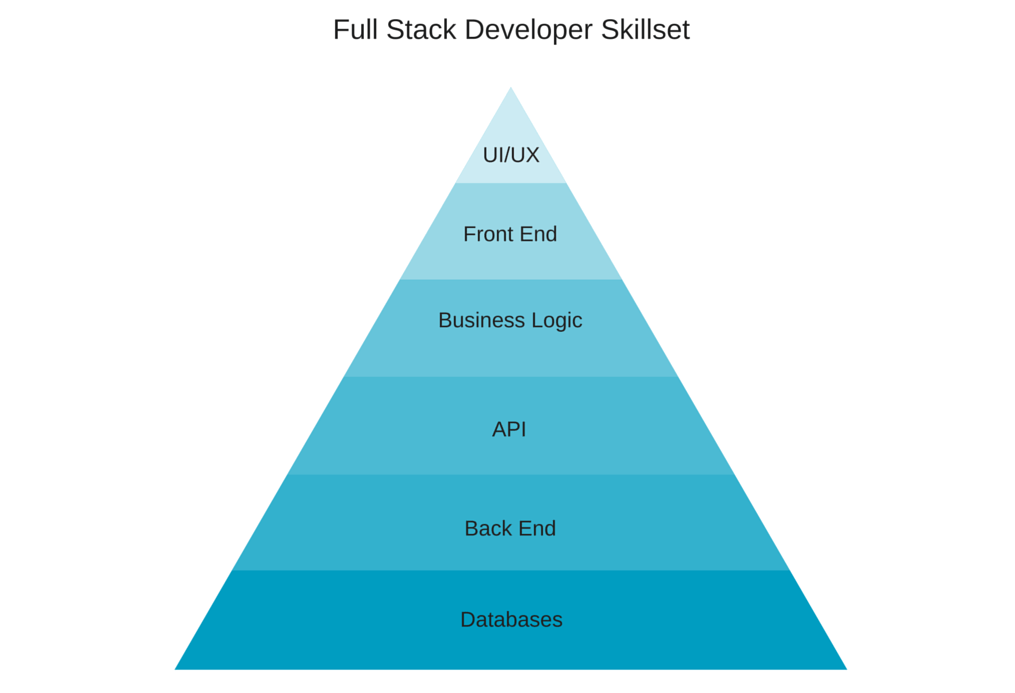 Full Stack Developer Skillset
UI/UX
Front End
Business Logic
API
Back End
Databases